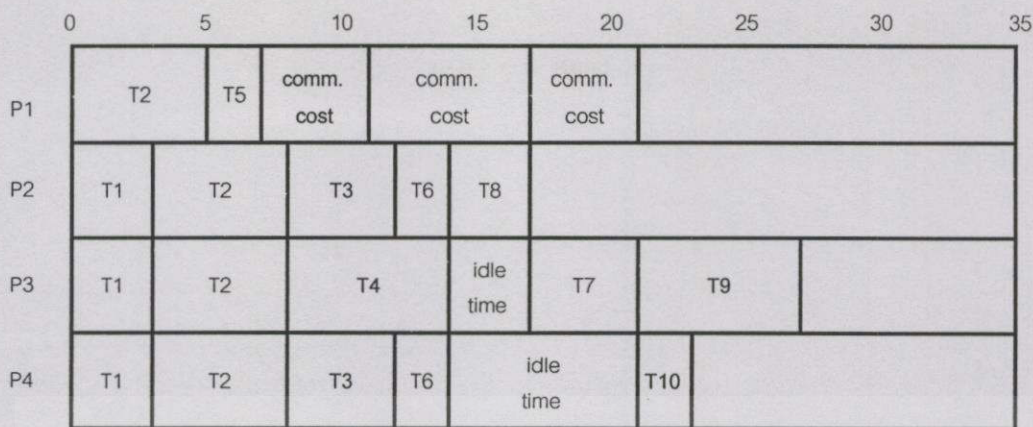 0 5 10 15 20 25 30 35
P1 T2 T5 comm. cost comm. cost comm. cost
P2 T1 T2 T3 T6 T8
P3 T1 T2 T4 idle time T7 T9
P4 T1 T2 T3 T6 idle time T10